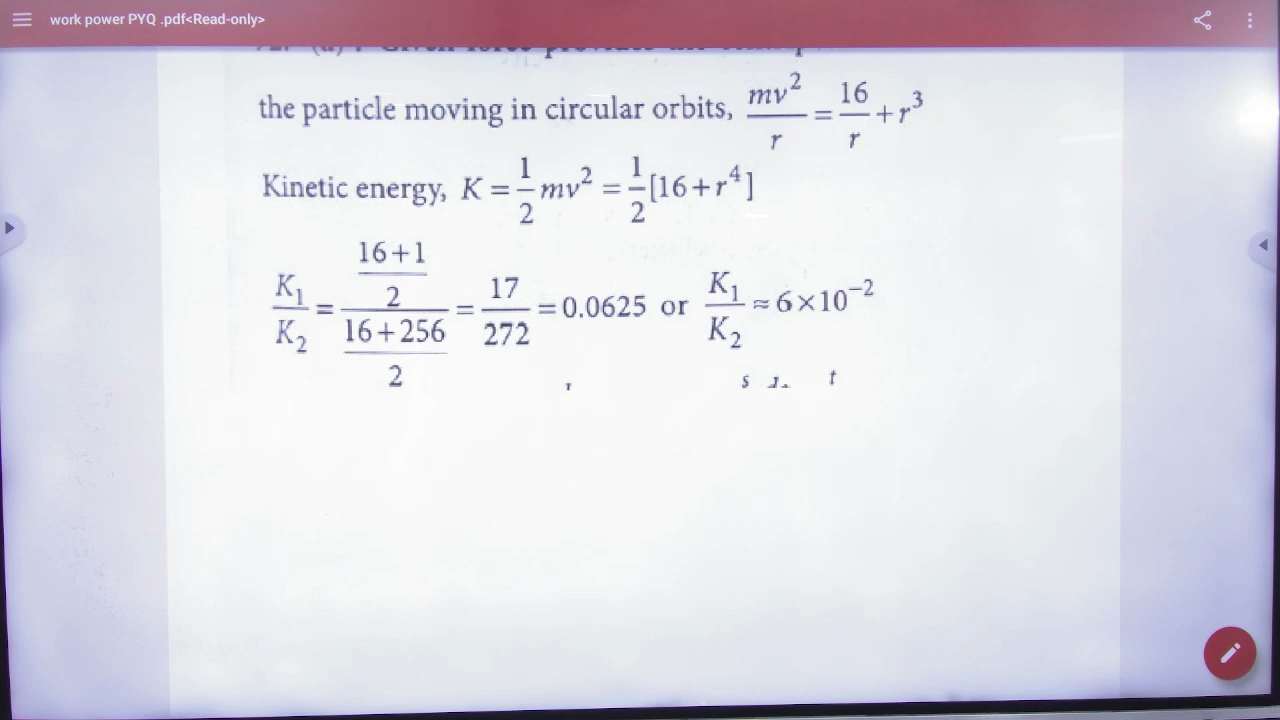 work power PYQ .pdf<Read-only>
the particle moving in circular orbits, mv²/r = 16/r + r³
Kinetic energy, K = 1/2 mv² = 1/2 [16 + r⁴]
K₁/K₂ = ((16+1)/2)/((16+256)/2) = 17/272 = 0.0625 or K₁/K₂ ≈ 6×10⁻²